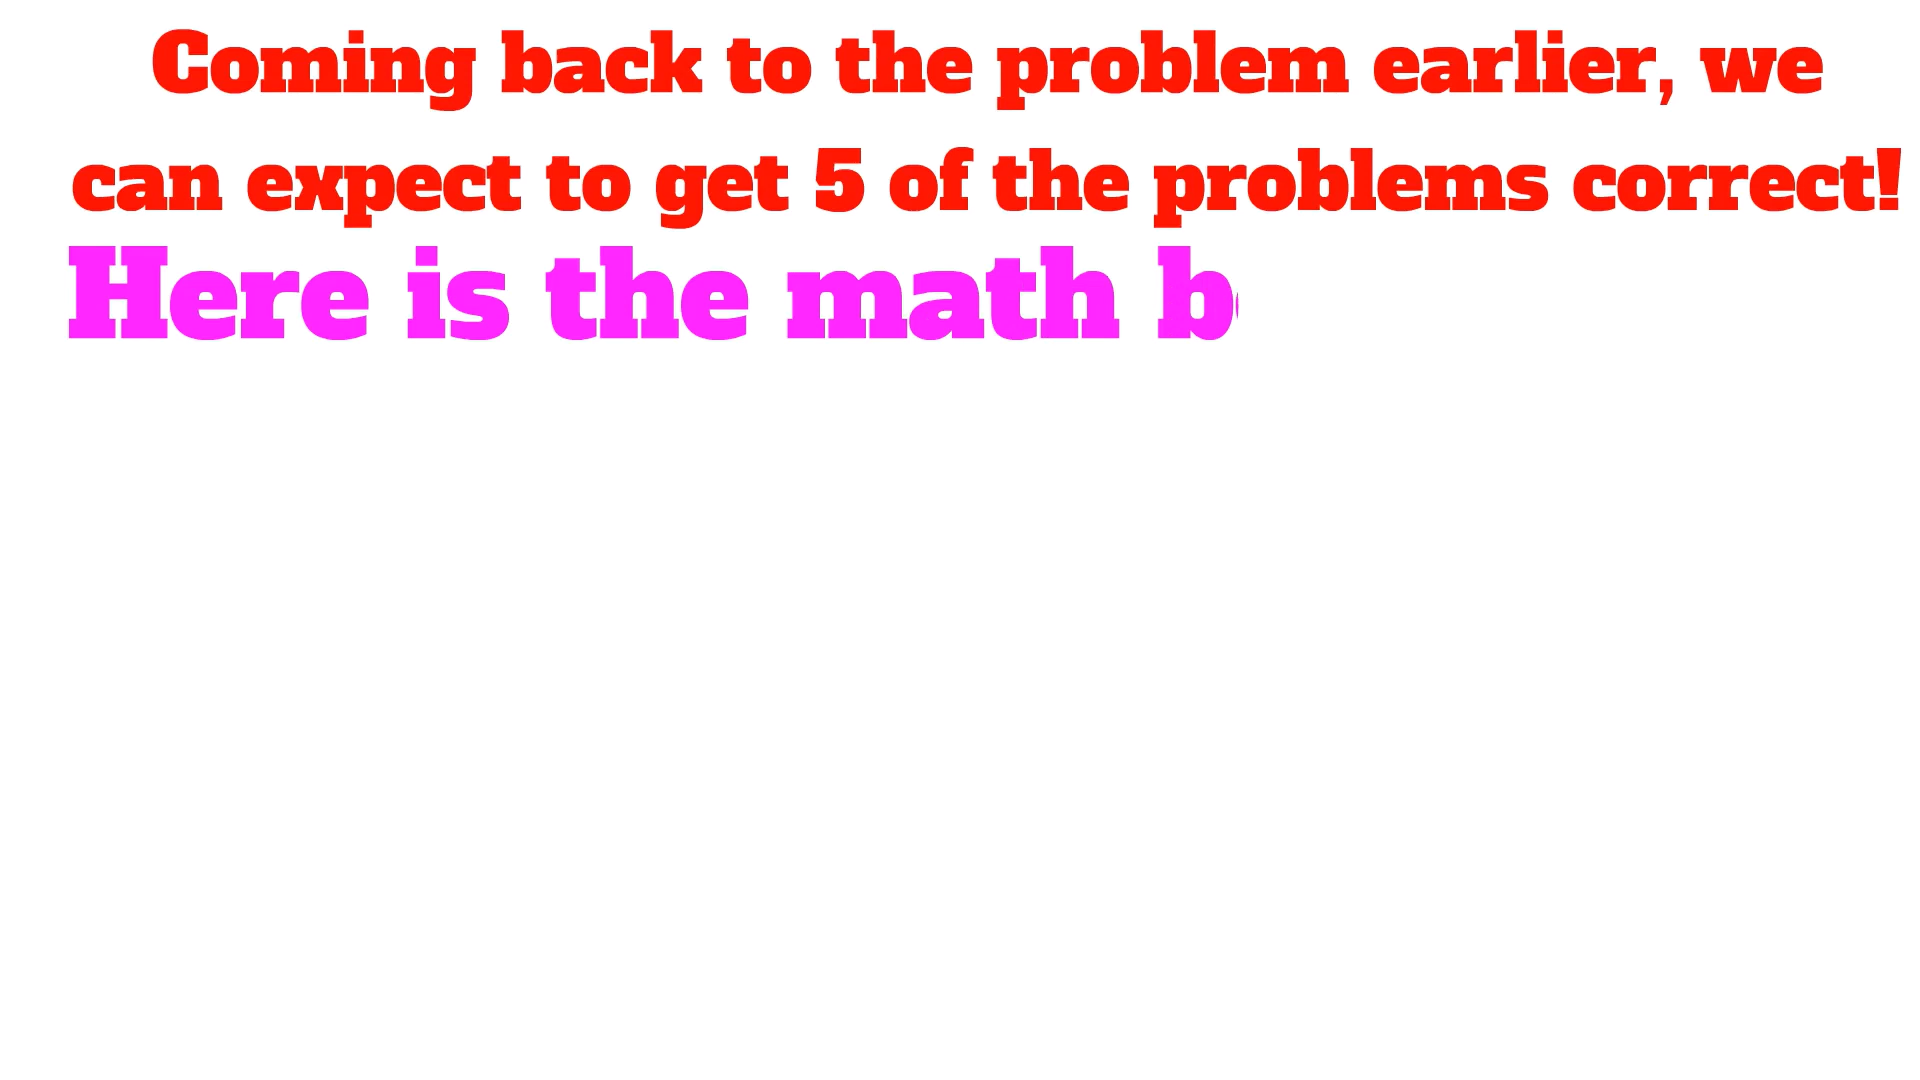 Coming back to the problem earlier, we
can expect to get 5 of the problems correct!
Here is the math b